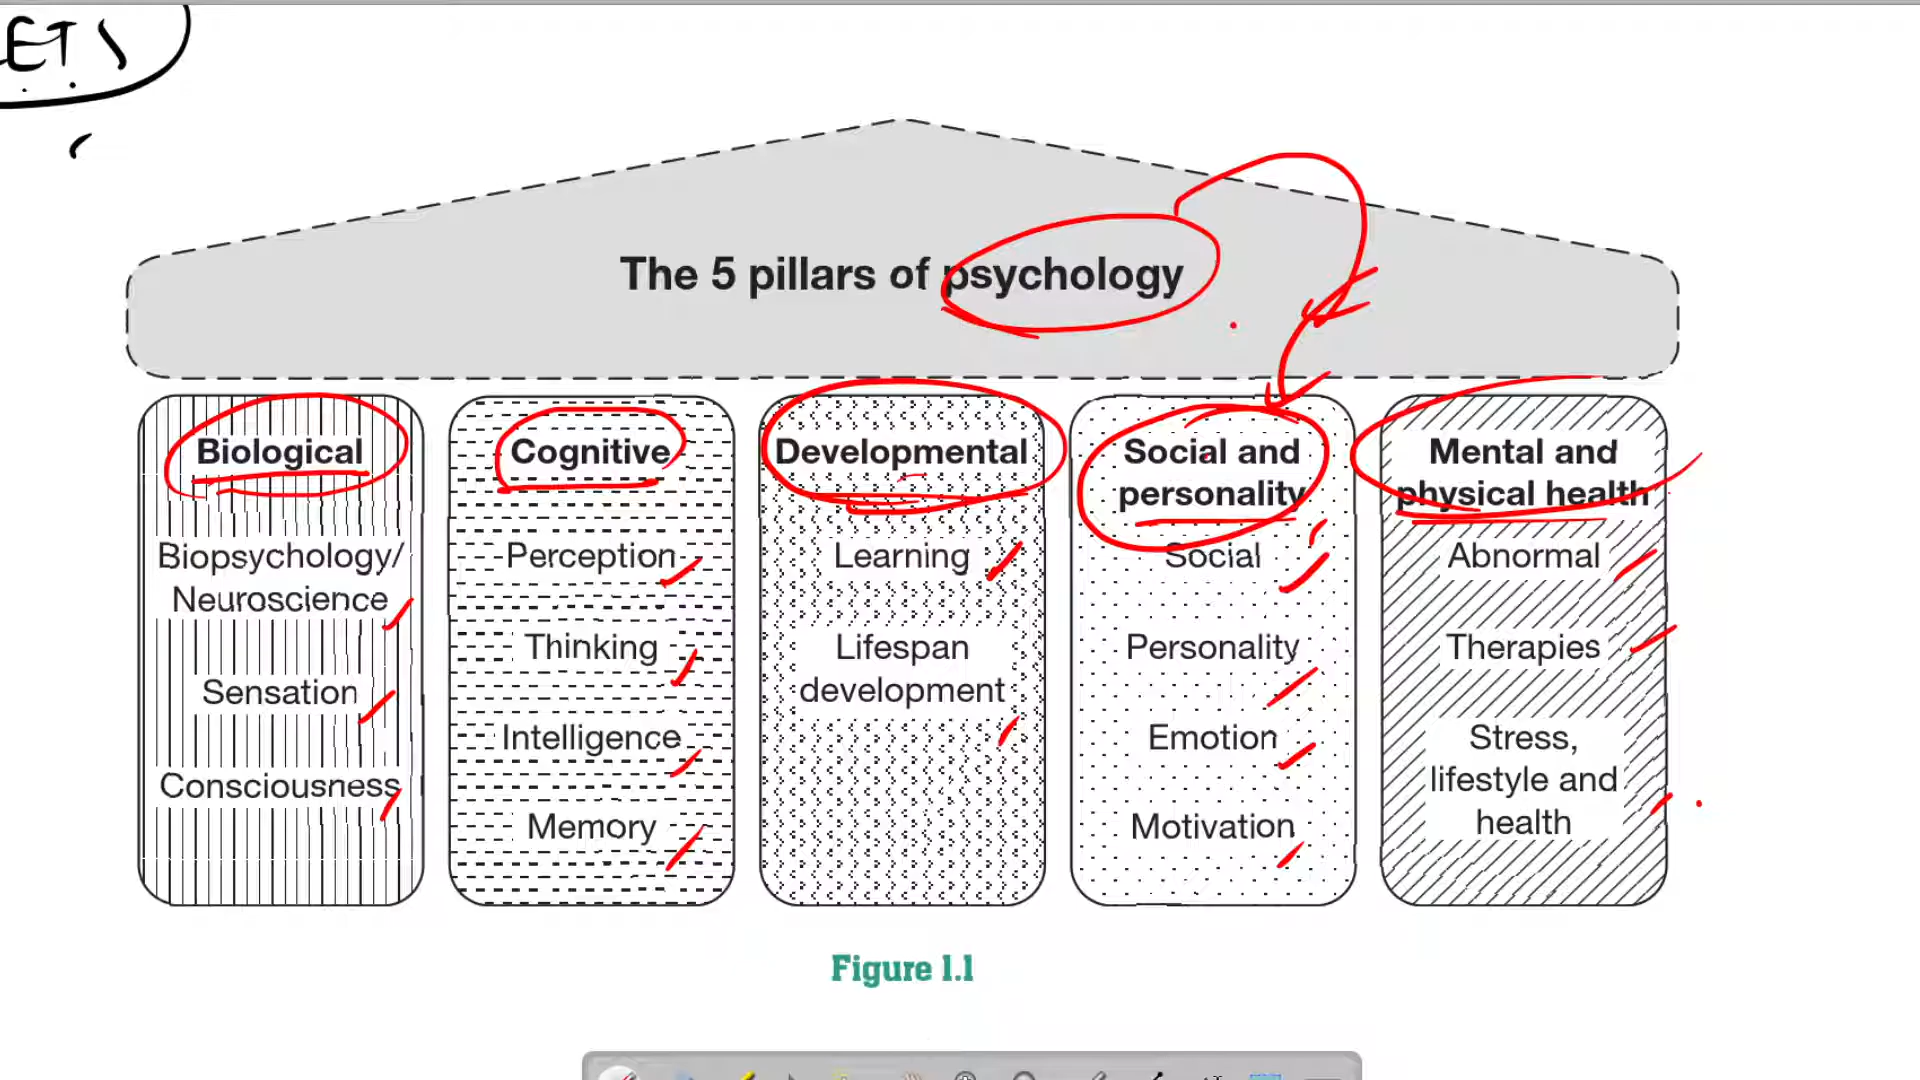 ETS
The 5 pillars of psychology
Biological
Biopsychology/
Neuroscience
Sensation
Consciousness
Cognitive
Perception
Thinking
Intelligence
Memory
Developmental
Learning
Lifespan
development
Social and
personality
Social
Personality
Emotion
Motivation
Mental and
physical health
Abnormal
Therapies
Stress,
lifestyle and
health
Figure 1.1